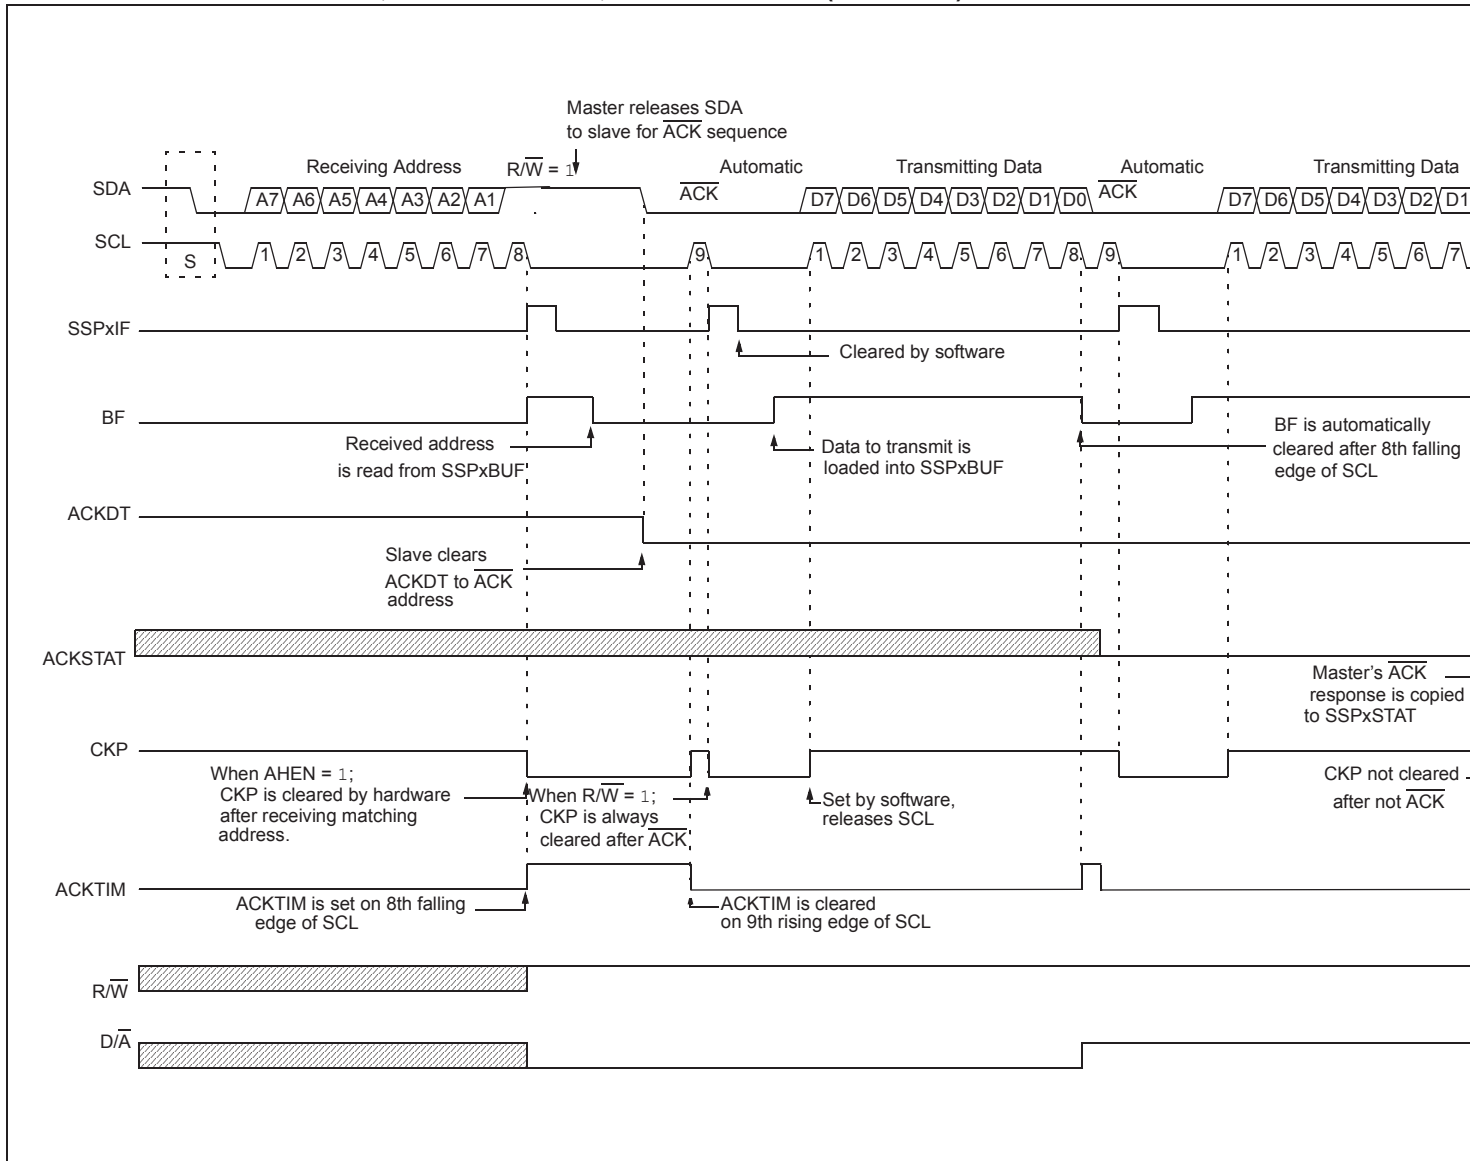 Master releases SDA
to slave for ACK sequence
Receiving Address
R/W = 1
Automatic
Transmitting Data
Automatic
Transmitting Data
SDA
A7 A6 A5 A4 A3 A2 A1
ACK
D7 D6 D5 D4 D3 D2 D1 D0
ACK
D7 D6 D5 D4 D3 D2 D1
SCL
S
1 2 3 4 5 6 7 8
9
1 2 3 4 5 6 7 8 9
1 2 3 4 5 6 7
SSPxIF
Cleared by software
BF
Received address
is read from SSPxBUF
Data to transmit is
loaded into SSPxBUF
BF is automatically
cleared after 8th falling
edge of SCL
ACKDT
Slave clears
ACKDT to ACK
address
ACKSTAT
Master's ACK
response is copied
to SSPxSTAT
CKP
When AHEN = 1;
CKP is cleared by hardware
after receiving matching
address.
When R/W = 1;
CKP is always
cleared after ACK
Set by software,
releases SCL
CKP not cleared
after not ACK
ACKTIM
ACKTIM is set on 8th falling
edge of SCL
ACKTIM is cleared
on 9th rising edge of SCL
R/W
D/A